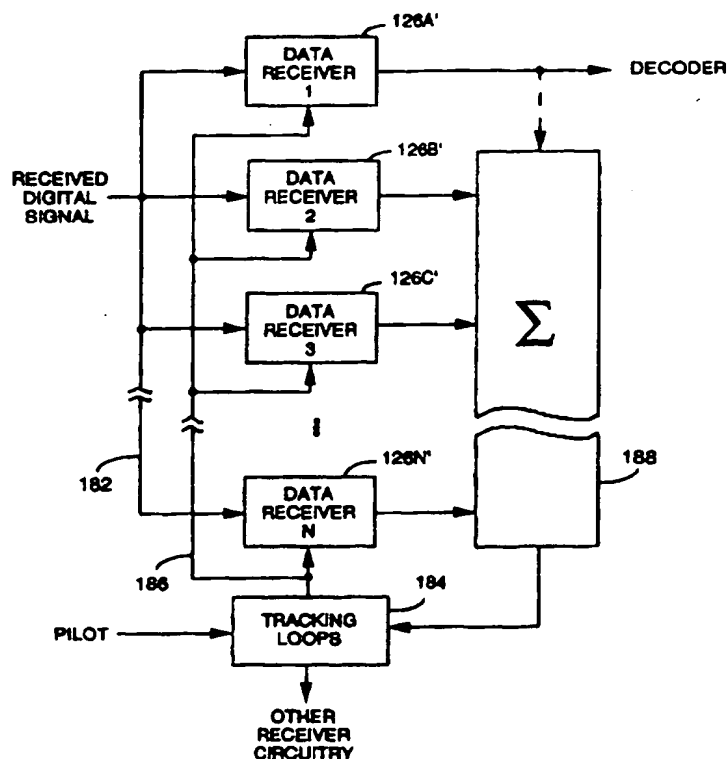 126A'
DATA
RECEIVER
1
DECODER
126B'
RECEIVED
DIGITAL
SIGNAL
DATA
RECEIVER
2
126C'
DATA
RECEIVER
3
Σ
126N'
182
DATA
RECEIVER
N
188
186
184
PILOT
TRACKING
LOOPS
OTHER
RECEIVER
CIRCUITRY